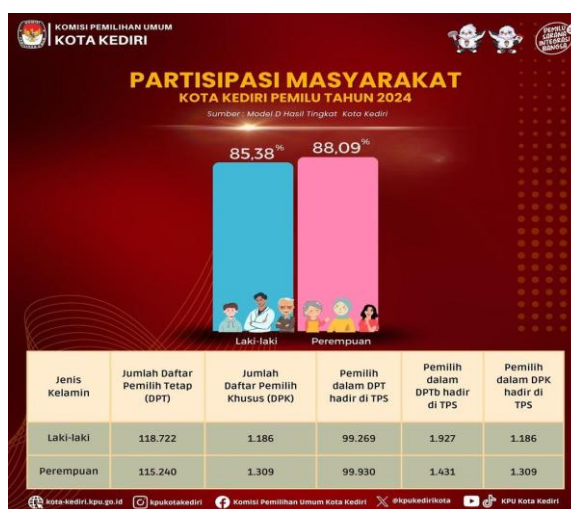 KOMISI PEMILIHAN UMUM
KOTA KEDIRI
PEMILU
SARANA
INTEGRASI
BANGSA
PARTISIPASI MASYARAKAT
KOTA KEDIRI PEMILU TAHUN 2024
Sumber : Model D Hasil Tingkat Kota Kediri
85,38%
88,09%
Laki-laki
Perempuan
Jenis Kelamin
Jumlah Daftar Pemilih Tetap (DPT)
Jumlah Daftar Pemilih Khusus (DPK)
Pemilih dalam DPT hadir di TPS
Pemilih dalam DPTb hadir di TPS
Pemilih dalam DPK hadir di TPS
Laki-laki 118.722 1.186 99.269 1.927 1.186
Perempuan 115.240 1.309 99.930 1.431 1.309
kota-kediri.kpu.go.id kpukotakediri Komisi Pemilihan Umum Kota Kediri @kpukedirikota KPU Kota Kediri